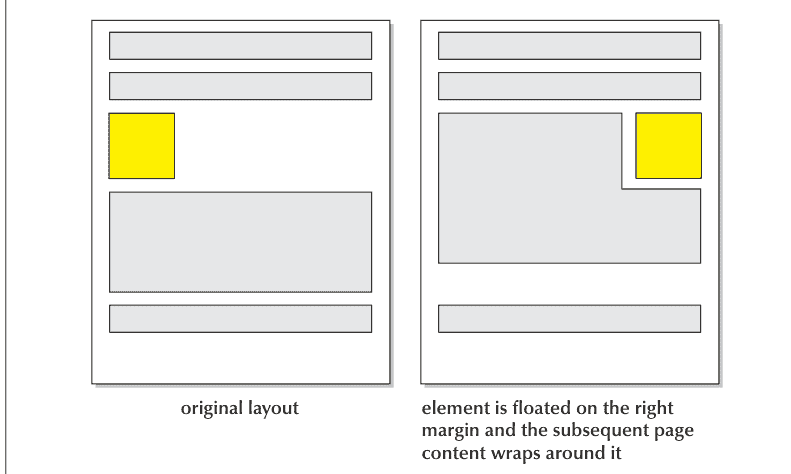 original layout
element is floated on the right
margin and the subsequent page
content wraps around it